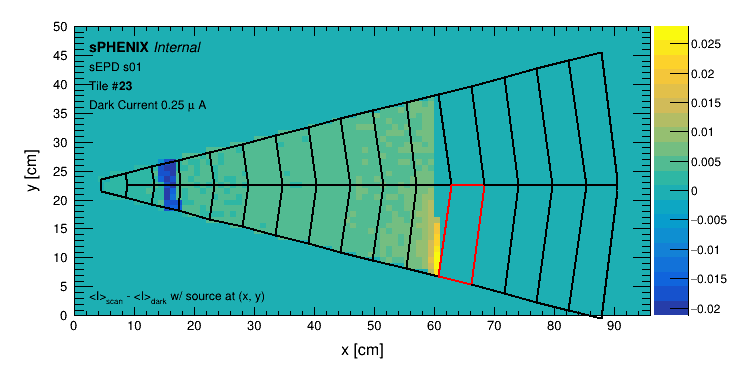 sPHENIX Internal
sEPD s01
Tile #23
Dark Current 0.25 μ A
<I>scan - <I>dark w/ source at (x, y)
y [cm]
50
45
40
35
30
25
20
15
10
5
0
0 10 20 30 40 50 60 70 80 90
x [cm]
0.025
0.02
0.015
0.01
0.005
0
−0.005
−0.01
−0.015
−0.02